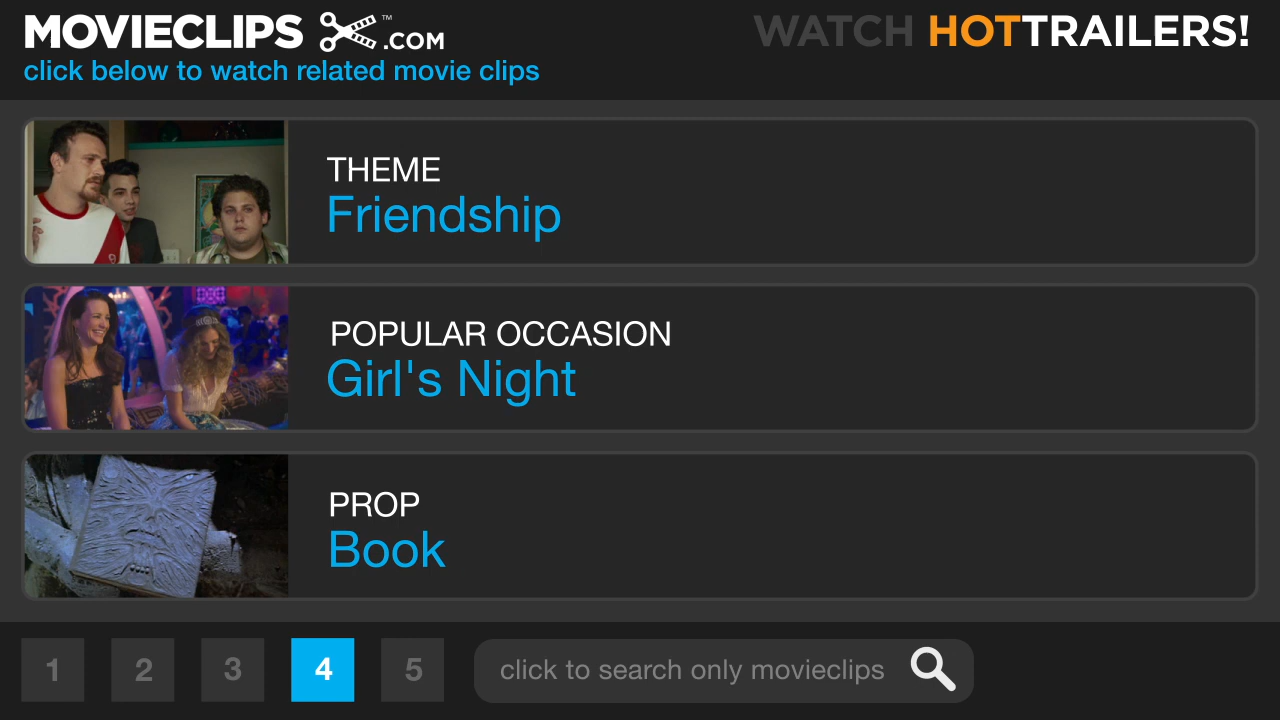 MOVIECLIPS ™ .COM
WATCH HOTTRAILERS!
click below to watch related movie clips
THEME
Friendship
POPULAR OCCASION
Girl's Night
PROP
Book
1 2 3 4 5 click to search only movieclips